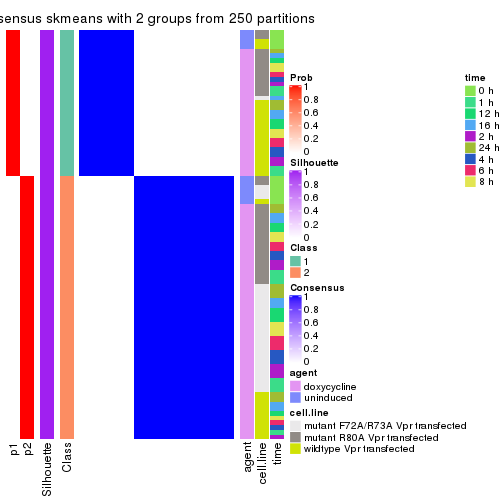 sensus skmeans with 2 groups from 250 partitions
Prob
1
0.8
0.6
0.4
0.2
0
Silhouette
1
0.8
0.6
0.4
0.2
0
Class
1
2
Consensus
1
0.8
0.6
0.4
0.2
0
agent
doxycycline
uninduced
cell.line
mutant F72A/R73A Vpr transfected
mutant R80A Vpr transfected
wildtype Vpr transfected
time
0 h
1 h
12 h
16 h
2 h
24 h
4 h
6 h
8 h
p1
p2
Silhouette
Class
agent
cell.line
time